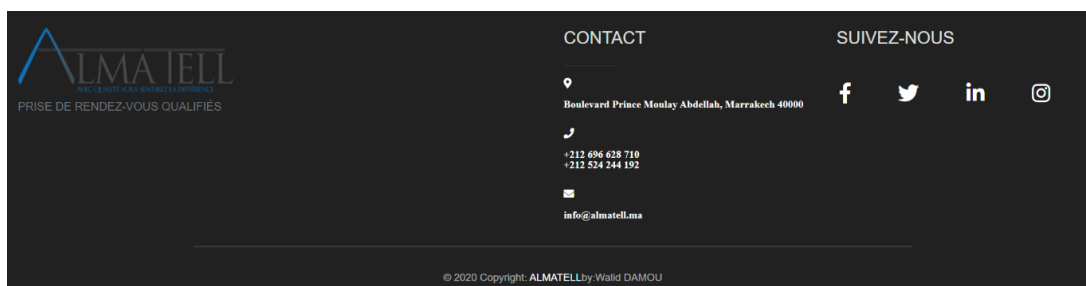 ALMATELL
AVEC QUALITÉ VOUS SENTIREZ LA DIFFÉRENCE
PRISE DE RENDEZ-VOUS QUALIFIÉS
CONTACT
Boulevard Prince Moulay Abdellah, Marrakech 40000
+212 696 628 710
+212 524 244 192
info@almatell.ma
SUIVEZ-NOUS
© 2020 Copyright: ALMATELLby:Walid DAMOU